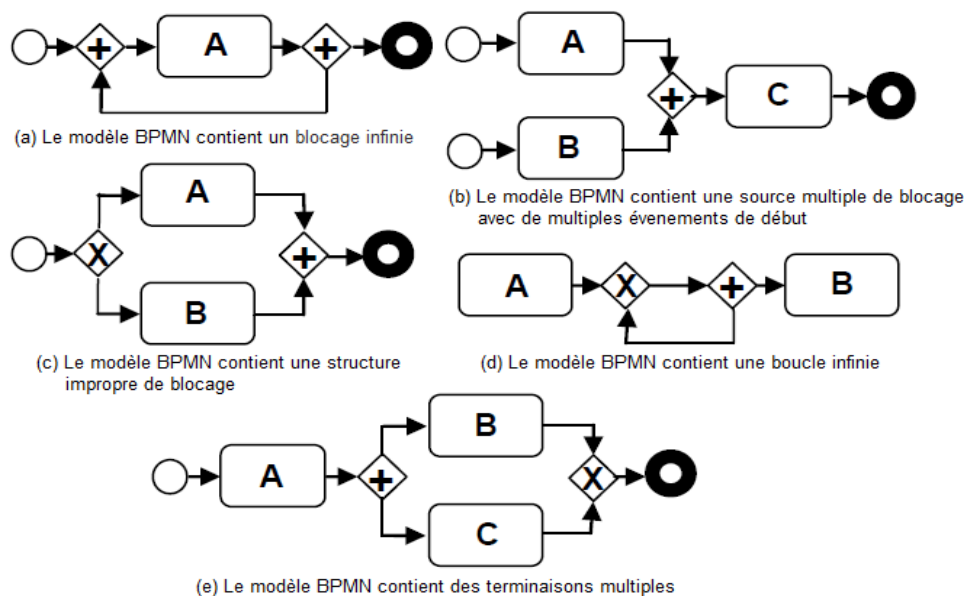 A
(a) Le modèle BPMN contient un blocage infinie
A
B
C
(b) Le modèle BPMN contient une source multiple de blocage
avec de multiples évenements de début
X
A
B
(c) Le modèle BPMN contient une structure
impropre de blocage
A
X
B
(d) Le modèle BPMN contient une boucle infinie
A
B
C
X
(e) Le modèle BPMN contient des terminaisons multiples